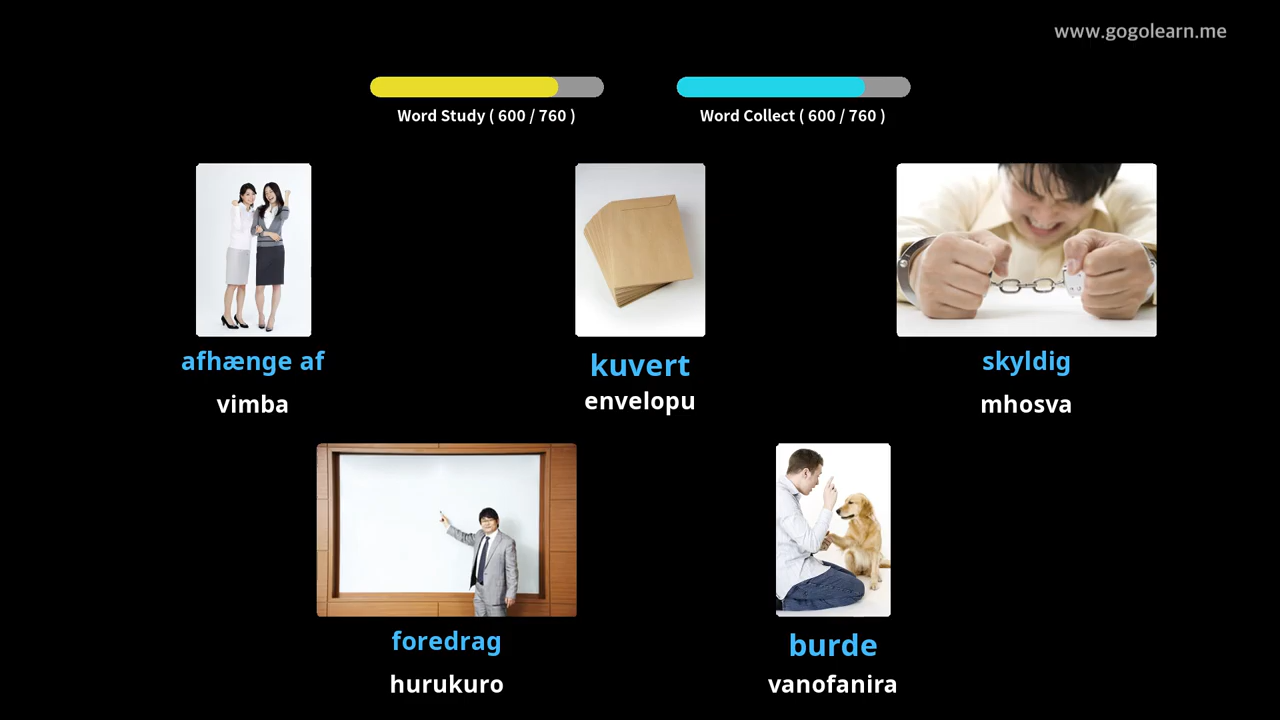 www.gogolearn.me
Word Study ( 600 / 760 )
Word Collect ( 600 / 760 )
afhænge af
vimba
kuvert
envelopu
skyldig
mhosva
foredrag
hurukuro
burde
vanofanira